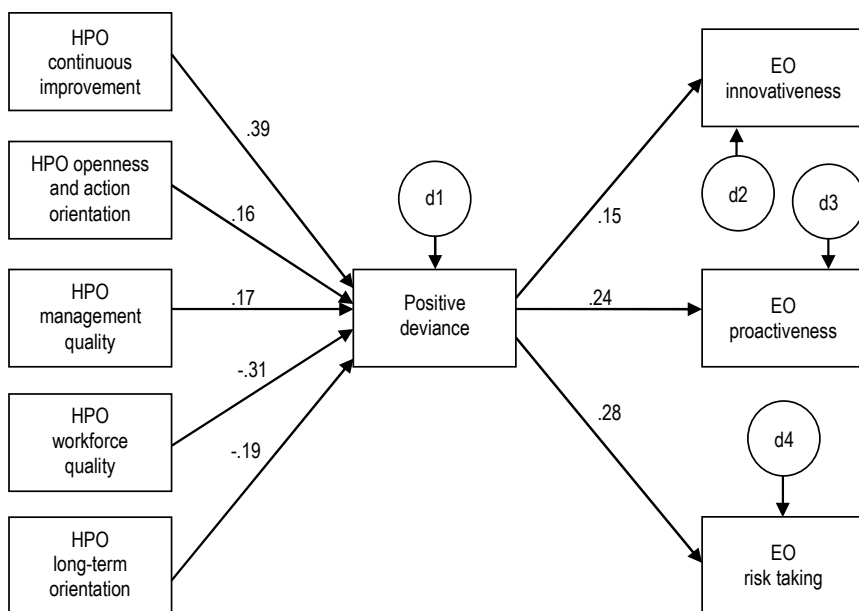 HPO
continuous
improvement
HPO openness
and action
orientation
HPO
management
quality
HPO
workforce
quality
HPO
long-term
orientation
.39
.16
.17
-.31
-.19
d1
Positive
deviance
.15
.24
.28
EO
innovativeness
d2
d3
EO
proactiveness
d4
EO
risk taking